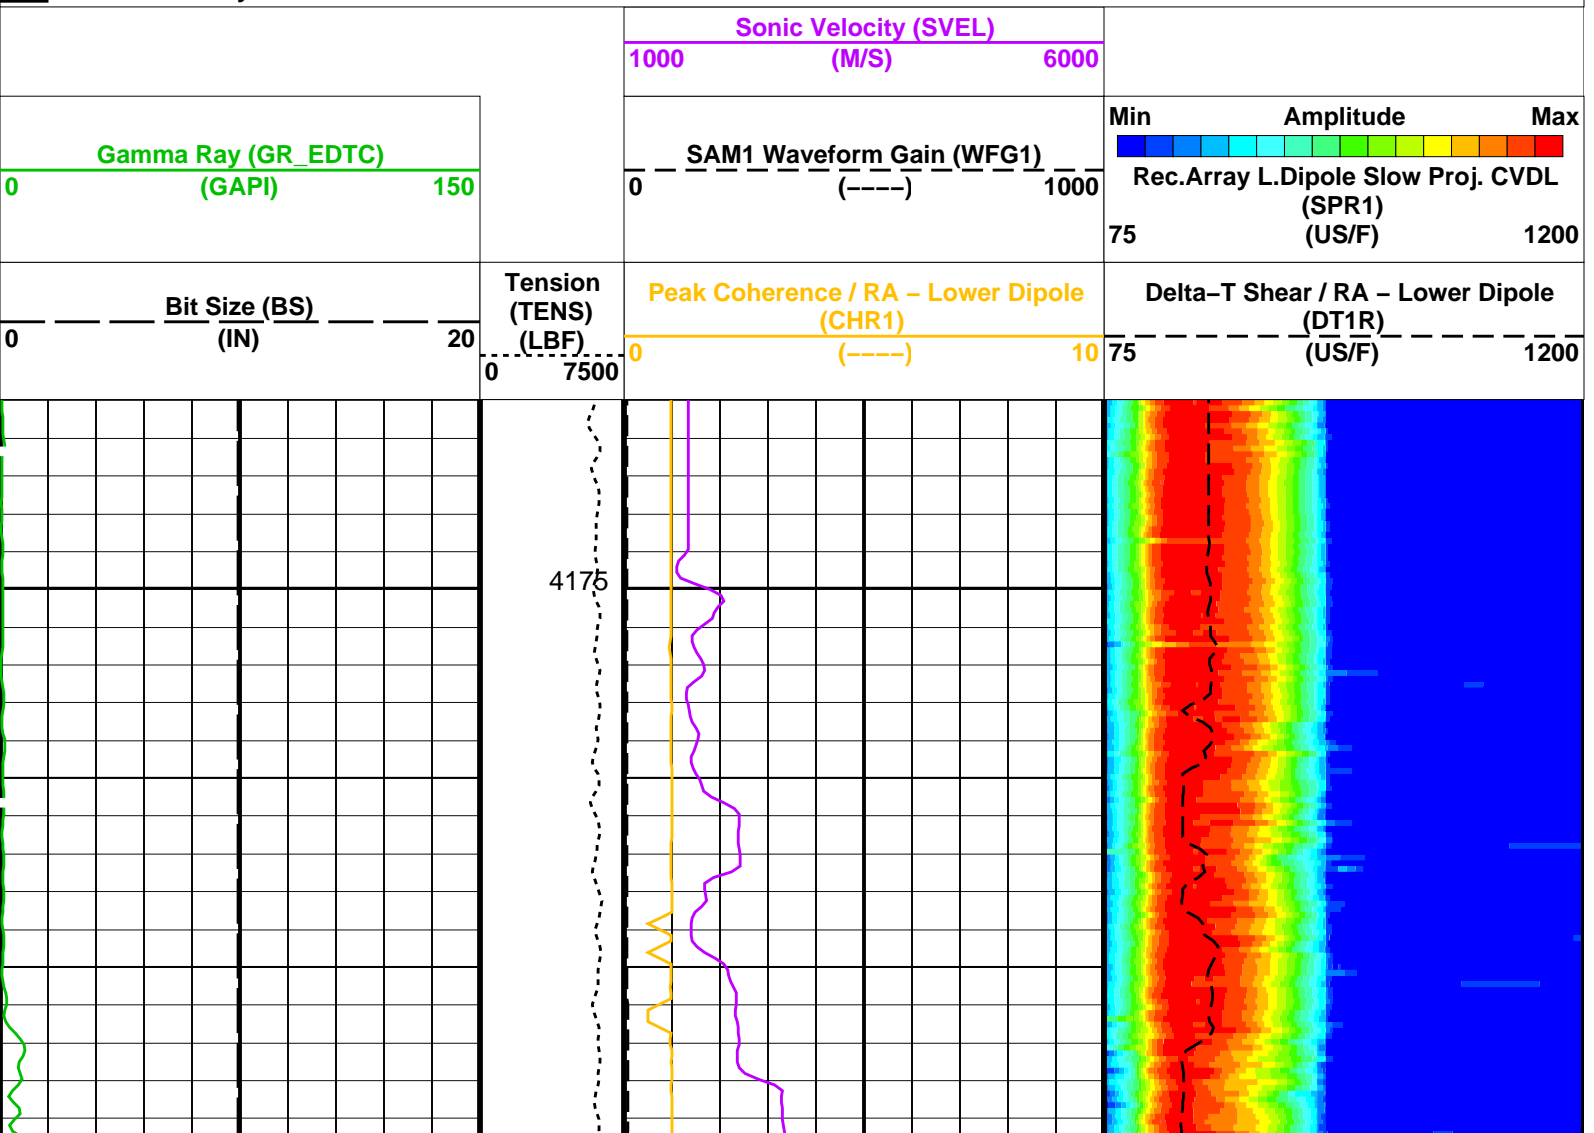 Sonic Velocity (SVEL)
1000 (M/S) 6000
Gamma Ray (GR_EDTC)
0 (GAPI) 150
SAM1 Waveform Gain (WFG1)
0 (----) 1000
Min Amplitude Max
Rec.Array L.Dipole Slow Proj. CVDL
(SPR1)
75 (US/F) 1200
Bit Size (BS)
0 (IN) 20
Tension
(TENS)
(LBF)
0 7500
Peak Coherence / RA – Lower Dipole
(CHR1)
0 (----) 10
Delta–T Shear / RA – Lower Dipole
(DT1R)
75 (US/F) 1200
4175